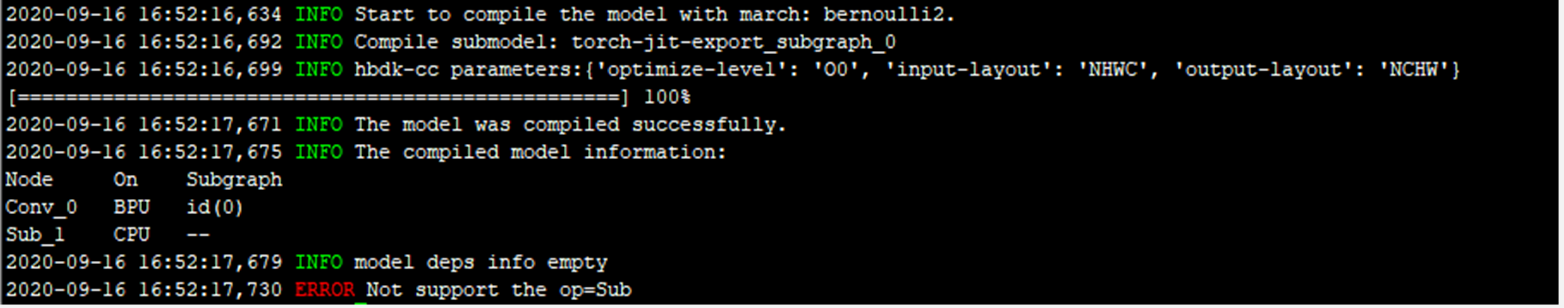 2020-09-16 16:52:16,634 INFO Start to compile the model with march: bernoulli2.
2020-09-16 16:52:16,692 INFO Compile submodel: torch-jit-export_subgraph_0
2020-09-16 16:52:16,699 INFO hbdk-cc parameters:{'optimize-level': 'O0', 'input-layout': 'NHWC', 'output-layout': 'NCHW'}
[==================================================] 100%
2020-09-16 16:52:17,671 INFO The model was compiled successfully.
2020-09-16 16:52:17,675 INFO The compiled model information:
Node On Subgraph
Conv_0 BPU id(0)
Sub_1 CPU --
2020-09-16 16:52:17,679 INFO model deps info empty
2020-09-16 16:52:17,730 ERROR Not support the op=Sub